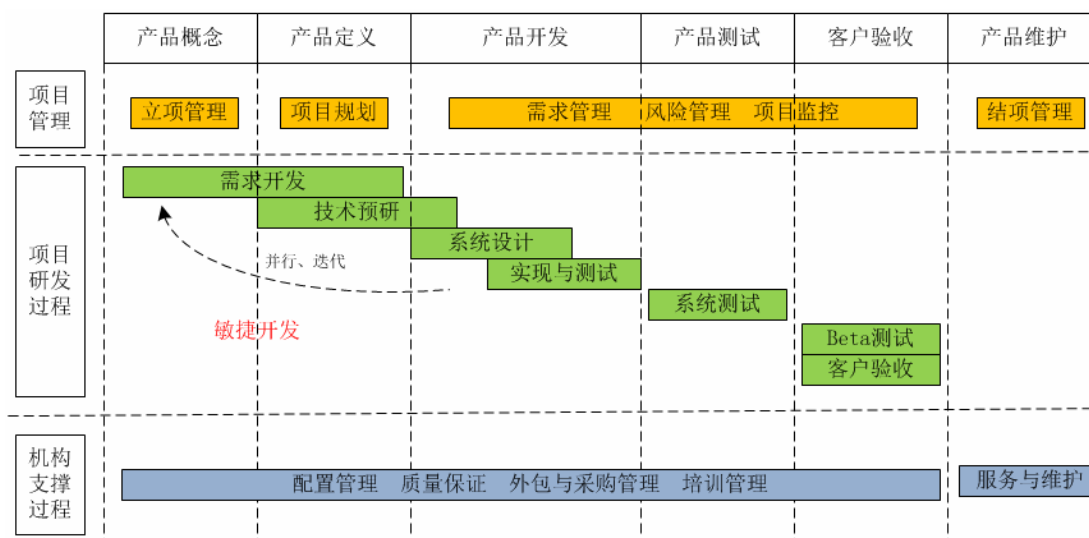 产品概念 产品定义 产品开发 产品测试 客户验收 产品维护
项目
管理
立项管理 项目规划 需求管理 风险管理 项目监控 结项管理
项目
研发
过程
需求开发
技术预研
系统设计
并行、迭代
实现与测试
系统测试
敏捷开发
Beta测试
客户验收
机构
支撑
过程
配置管理 质量保证 外包与采购管理 培训管理
服务与维护